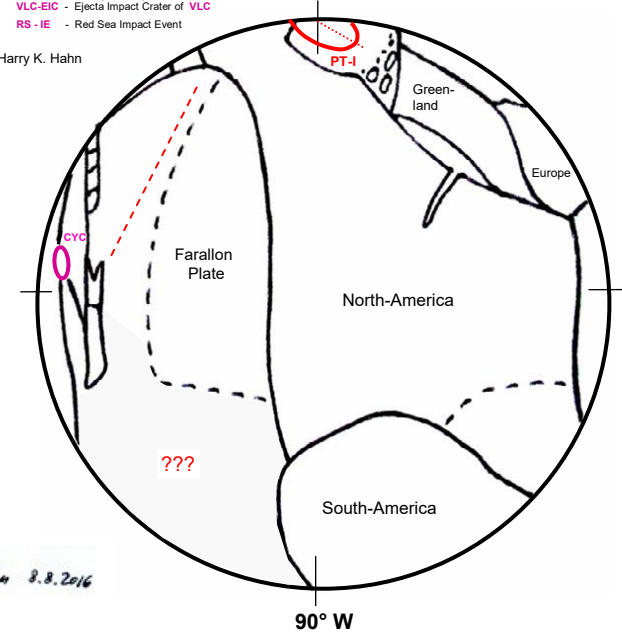 VLC-EIC - Ejecta Impact Crater of VLC
RS - IE - Red Sea Impact Event
Harry K. Hahn
PT-I
Green-
land
Europe
CYC
Farallon
Plate
North-America
???
South-America
8.8.2016
90° W